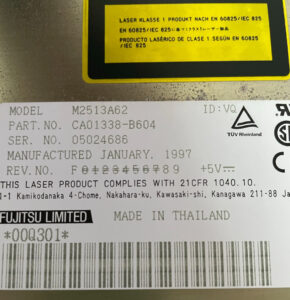 LASER KLASSE 1 PRODUKT NACH EN 60825/IEC 825
EN 60825/IEC 825
PRODUCTO LASÉRICO DE CLASE 1 SEGÚN EN 60825
/IEC 825
MODEL M2513A62 ID:VQ
PART.NO. CA01338-B604
SER. NO. 05024686
TÜV Rheinland
MANUFACTURED JANUARY. 1997
REV.NO. F0123456789 +5V
THIS LASER PRODUCT COMPLIES WITH 21CFR 1040.10.
1-1 Kamikodanaka 4-Chome, Nakahara-ku, Kawasaki-shi, Kanagawa 211-88 Ja
FUJITSU LIMITED MADE IN THAILAND
*00Q301*